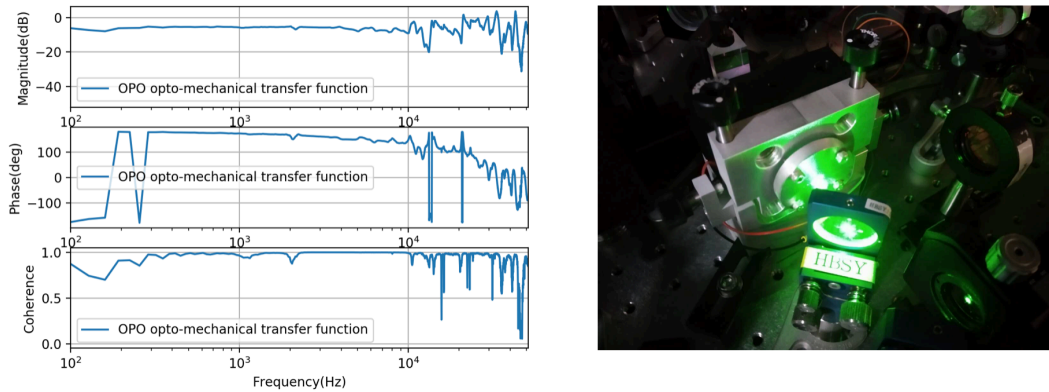 0
−20
−40
Magnitude(dB)
OPO opto-mechanical transfer function
10² 10³ 10⁴
100
0
−100
Phase(deg)
OPO opto-mechanical transfer function
10² 10³ 10⁴
1.0
0.5
0.0
Coherence
OPO opto-mechanical transfer function
10² 10³ 10⁴
Frequency(Hz)
HBSY